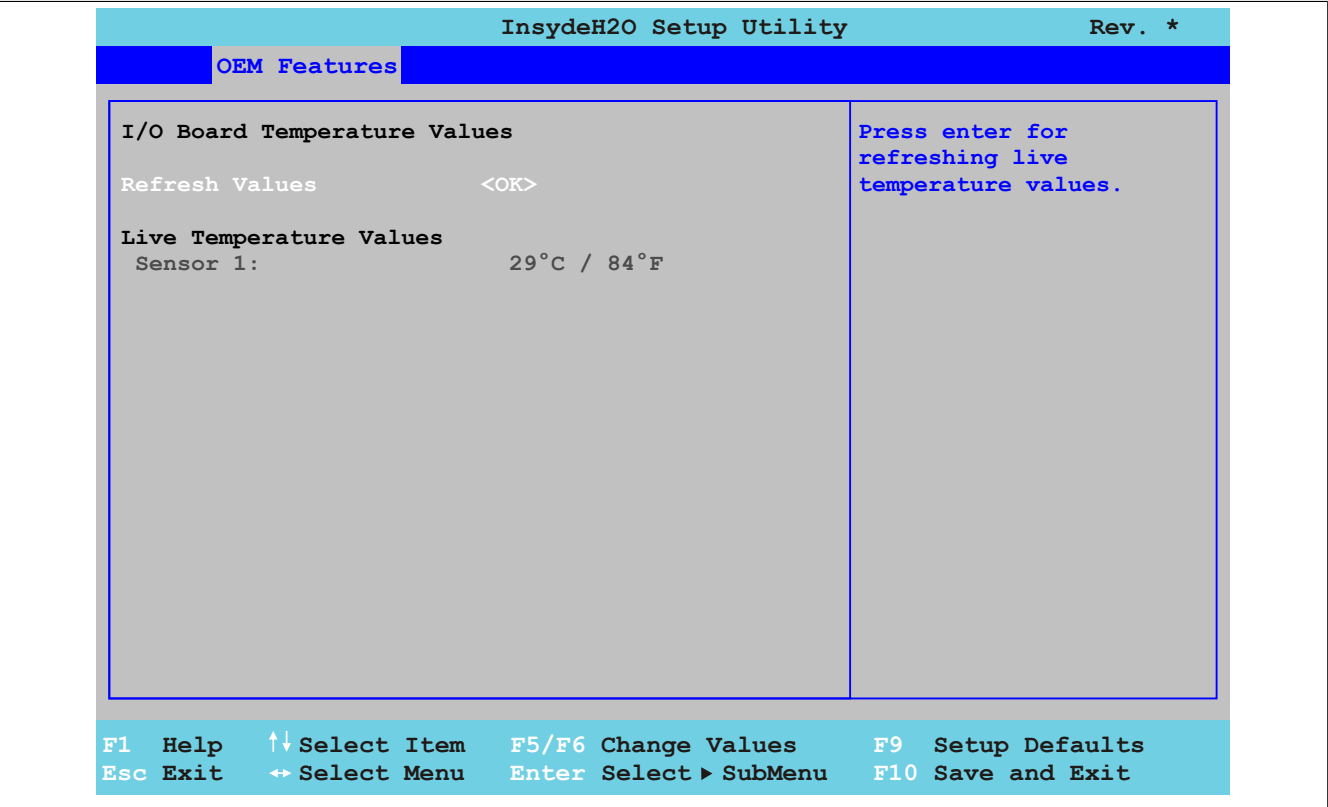 InsydeH2O Setup Utility Rev. *
OEM Features
I/O Board Temperature Values
Refresh Values <OK>
Live Temperature Values
Sensor 1: 29°C / 84°F
Press enter for
refreshing live
temperature values.
F1 Help ↑↓ Select Item F5/F6 Change Values F9 Setup Defaults
Esc Exit ↔ Select Menu Enter Select ▶ SubMenu F10 Save and Exit